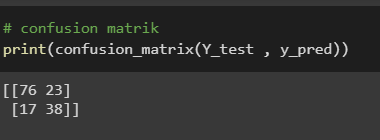 # confusion matrik
print(confusion_matrix(Y_test , y_pred))
[[76 23]
 [17 38]]